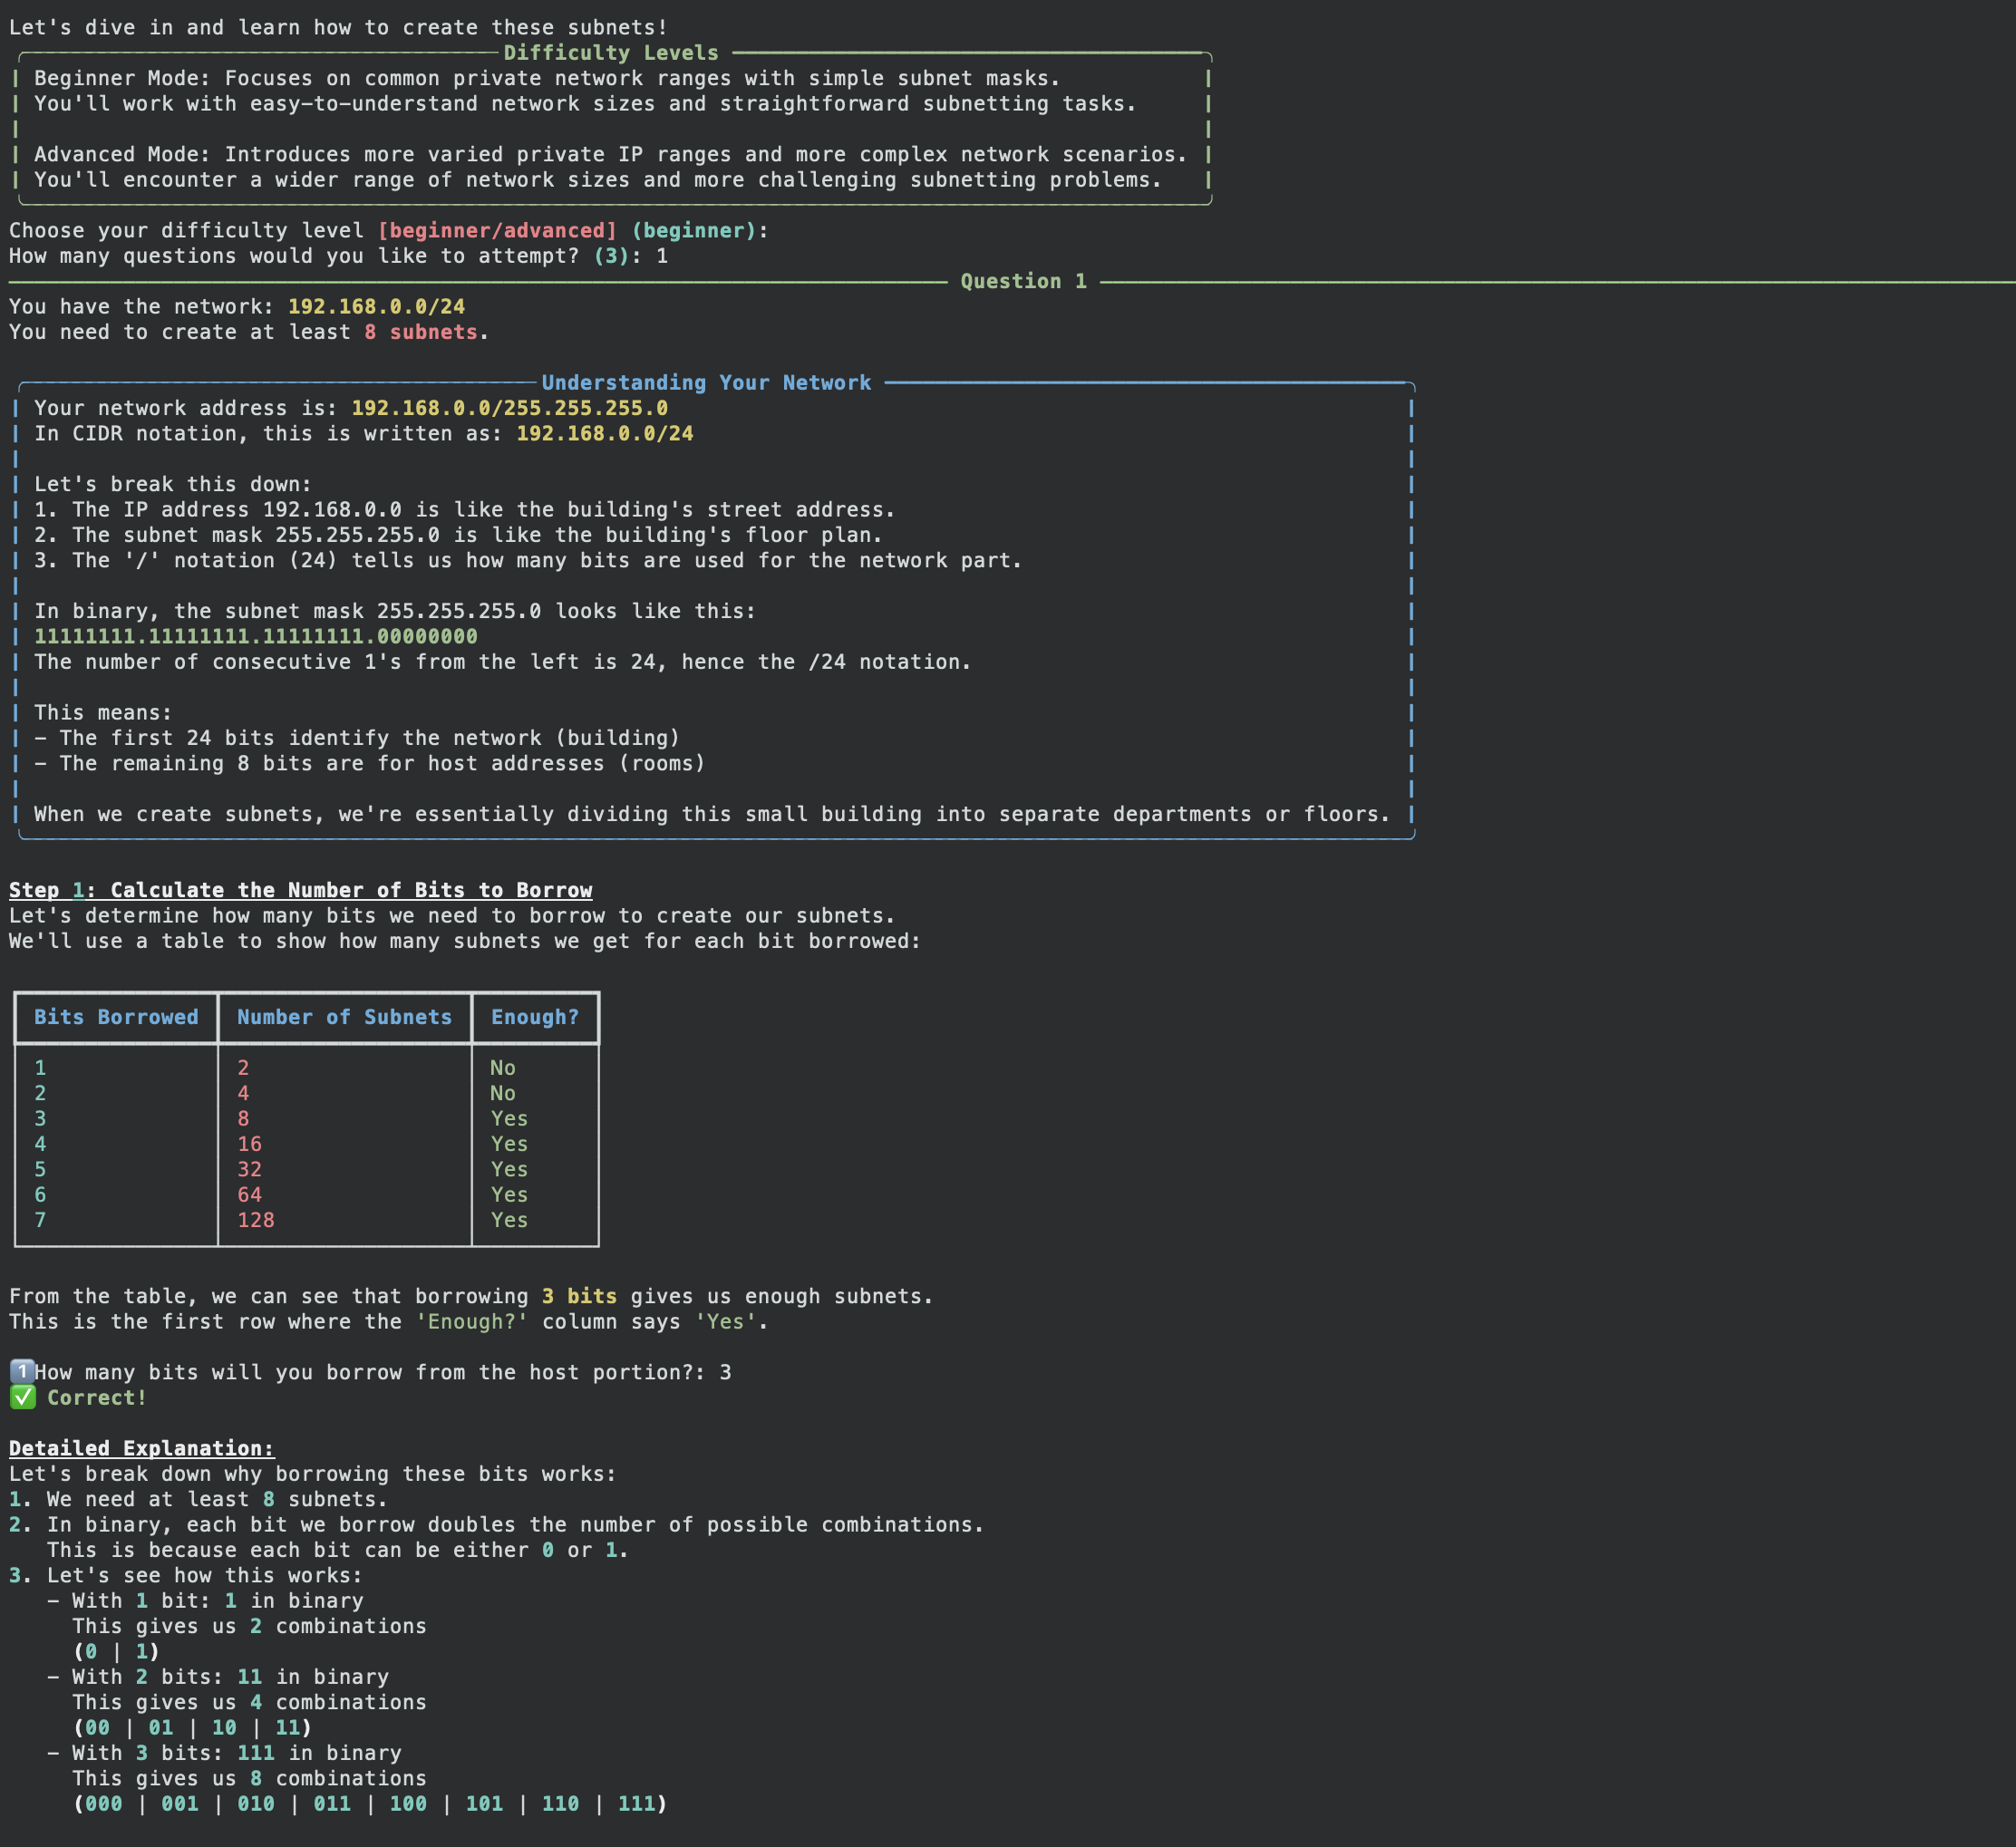 Let's dive in and learn how to create these subnets!
Difficulty Levels
Beginner Mode: Focuses on common private network ranges with simple subnet masks.
You'll work with easy-to-understand network sizes and straightforward subnetting tasks.
Advanced Mode: Introduces more varied private IP ranges and more complex network scenarios.
You'll encounter a wider range of network sizes and more challenging subnetting problems.
Choose your difficulty level [beginner/advanced] (beginner):
How many questions would you like to attempt? (3): 1
Question 1
You have the network: 192.168.0.0/24
You need to create at least 8 subnets.
Understanding Your Network
Your network address is: 192.168.0.0/255.255.255.0
In CIDR notation, this is written as: 192.168.0.0/24
Let's break this down:
1. The IP address 192.168.0.0 is like the building's street address.
2. The subnet mask 255.255.255.0 is like the building's floor plan.
3. The '/' notation (24) tells us how many bits are used for the network part.
In binary, the subnet mask 255.255.255.0 looks like this:
11111111.11111111.11111111.00000000
The number of consecutive 1's from the left is 24, hence the /24 notation.
This means:
- The first 24 bits identify the network (building)
- The remaining 8 bits are for host addresses (rooms)
When we create subnets, we're essentially dividing this small building into separate departments or floors.
Step 1: Calculate the Number of Bits to Borrow
Let's determine how many bits we need to borrow to create our subnets.
We'll use a table to show how many subnets we get for each bit borrowed:
Bits Borrowed Number of Subnets Enough?
1 2 No
2 4 No
3 8 Yes
4 16 Yes
5 32 Yes
6 64 Yes
7 128 Yes
From the table, we can see that borrowing 3 bits gives us enough subnets.
This is the first row where the 'Enough?' column says 'Yes'.
1️⃣How many bits will you borrow from the host portion?: 3
✅ Correct!
Detailed Explanation:
Let's break down why borrowing these bits works:
1. We need at least 8 subnets.
2. In binary, each bit we borrow doubles the number of possible combinations.
This is because each bit can be either 0 or 1.
3. Let's see how this works:
- With 1 bit: 1 in binary
This gives us 2 combinations
(0 | 1)
- With 2 bits: 11 in binary
This gives us 4 combinations
(00 | 01 | 10 | 11)
- With 3 bits: 111 in binary
This gives us 8 combinations
(000 | 001 | 010 | 011 | 100 | 101 | 110 | 111)